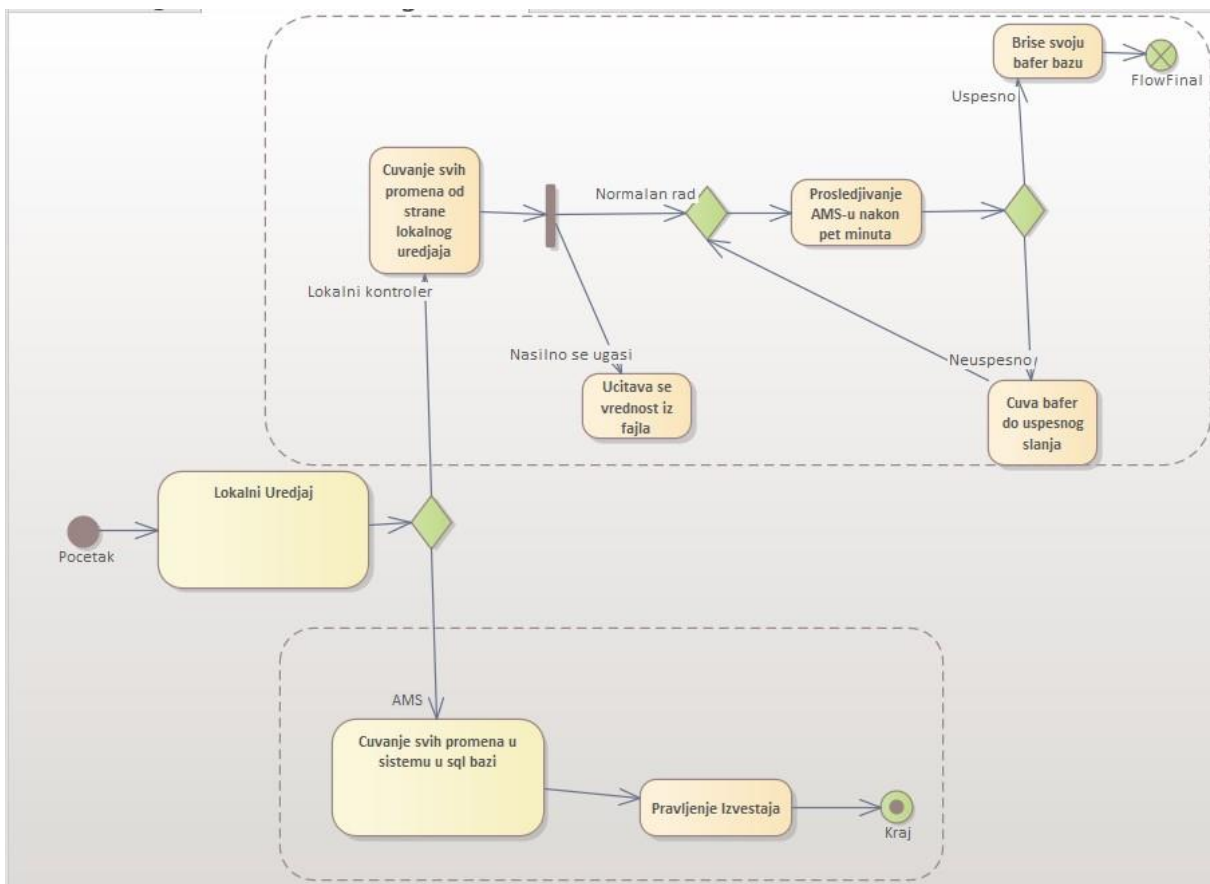 Brise svoju
bafer bazu
FlowFinal
Uspesno
Cuvanje svih
promena od
strane
lokalnog
uredjaja
Normalan rad
Prosledjivanje
AMS-u nakon
pet minuta
Lokalni kontroler
Nasilno se ugasi
Ucitava se
vrednost iz
fajla
Neuspesno
Cuva bafer
do uspesnog
slanja
Lokalni Uredjaj
Pocetak
AMS
Cuvanje svih promena u
sistemu u sql bazi
Pravljenje Izvestaja
Kraj